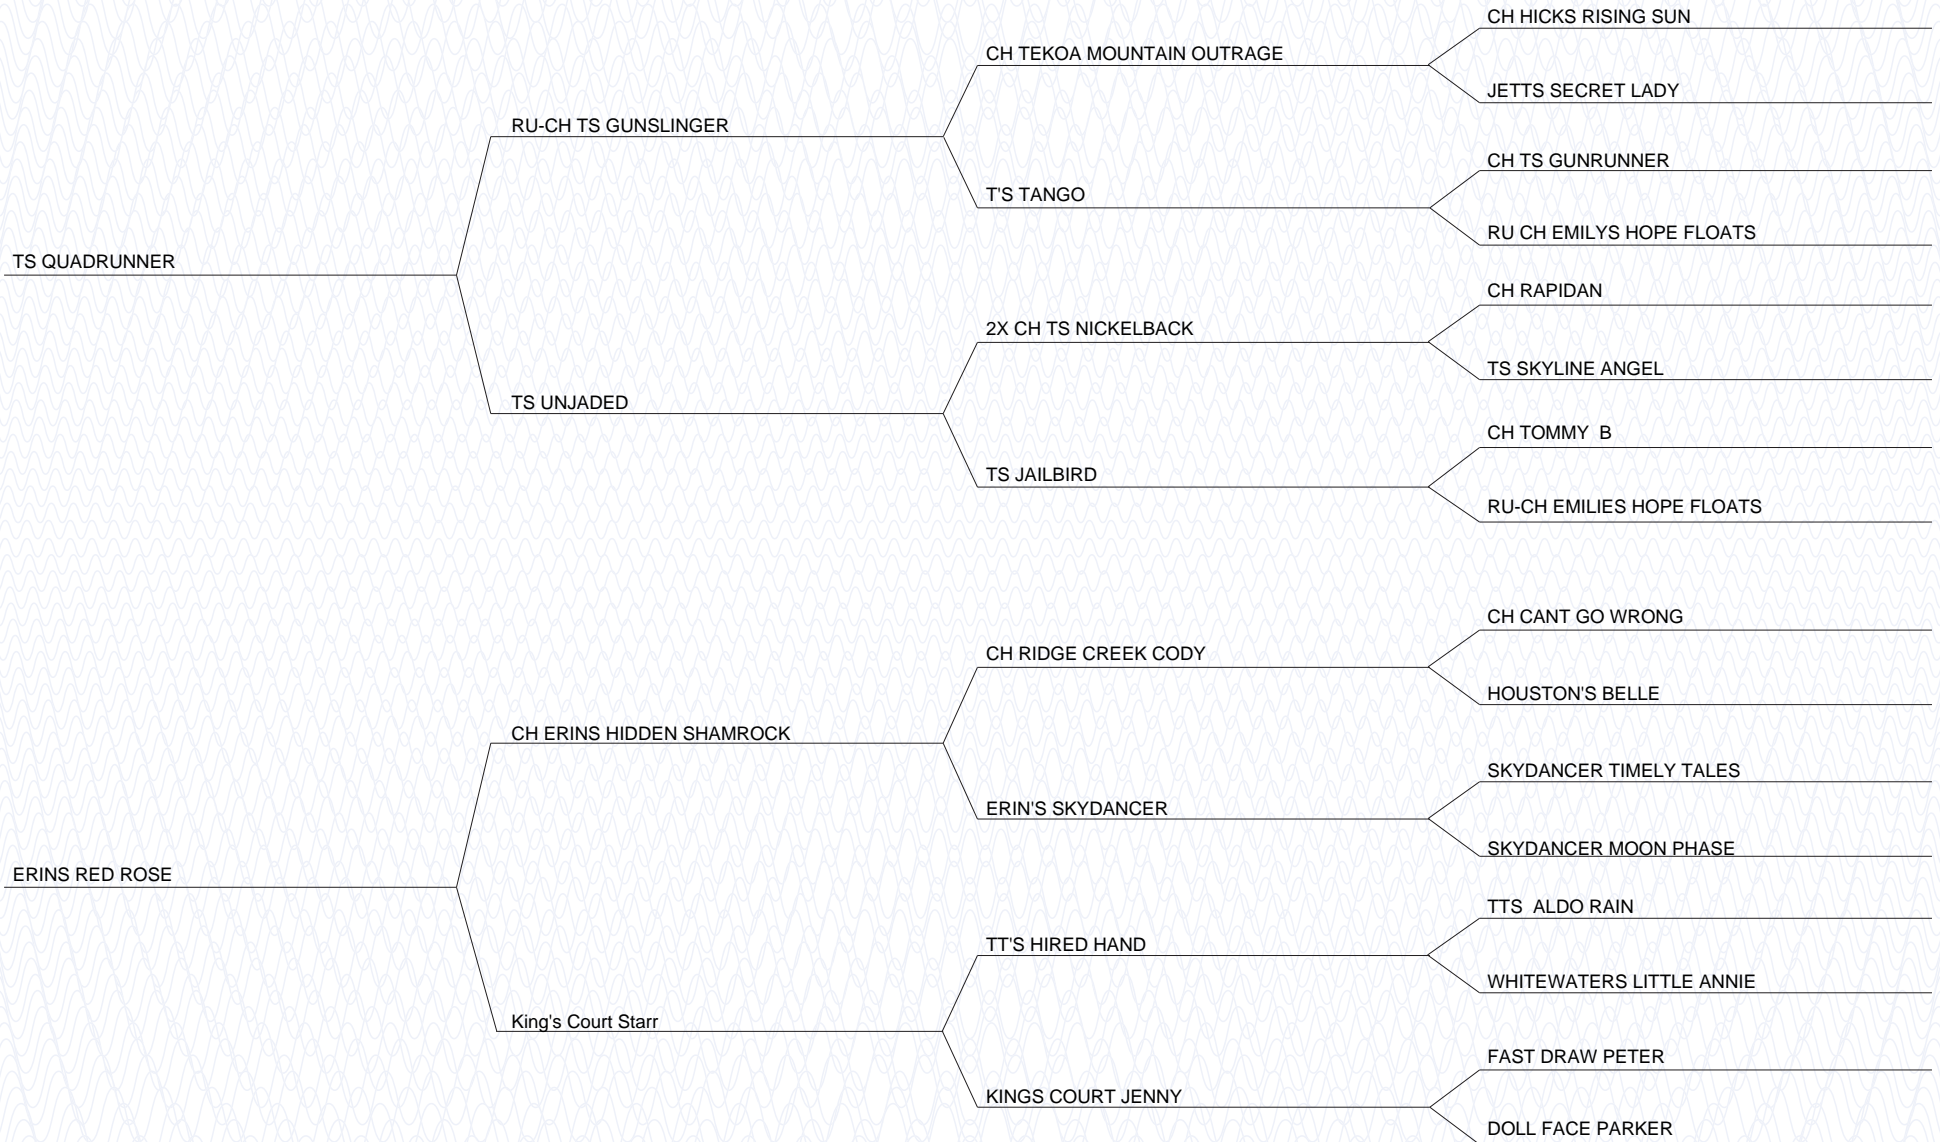 CH HICKS RISING SUN
CH TEKOA MOUNTAIN OUTRAGE
JETTS SECRET LADY
RU-CH TS GUNSLINGER
CH TS GUNRUNNER
T'S TANGO
RU CH EMILYS HOPE FLOATS
TS QUADRUNNER
CH RAPIDAN
2X CH TS NICKELBACK
TS SKYLINE ANGEL
TS UNJADED
CH TOMMY  B
TS JAILBIRD
RU-CH EMILIES HOPE FLOATS
CH CANT GO WRONG
CH RIDGE CREEK CODY
HOUSTON'S BELLE
CH ERINS HIDDEN SHAMROCK
SKYDANCER TIMELY TALES
ERIN'S SKYDANCER
SKYDANCER MOON PHASE
ERINS RED ROSE
TTS  ALDO RAIN
TT'S HIRED HAND
WHITEWATERS LITTLE ANNIE
King's Court Starr
FAST DRAW PETER
KINGS COURT JENNY
DOLL FACE PARKER